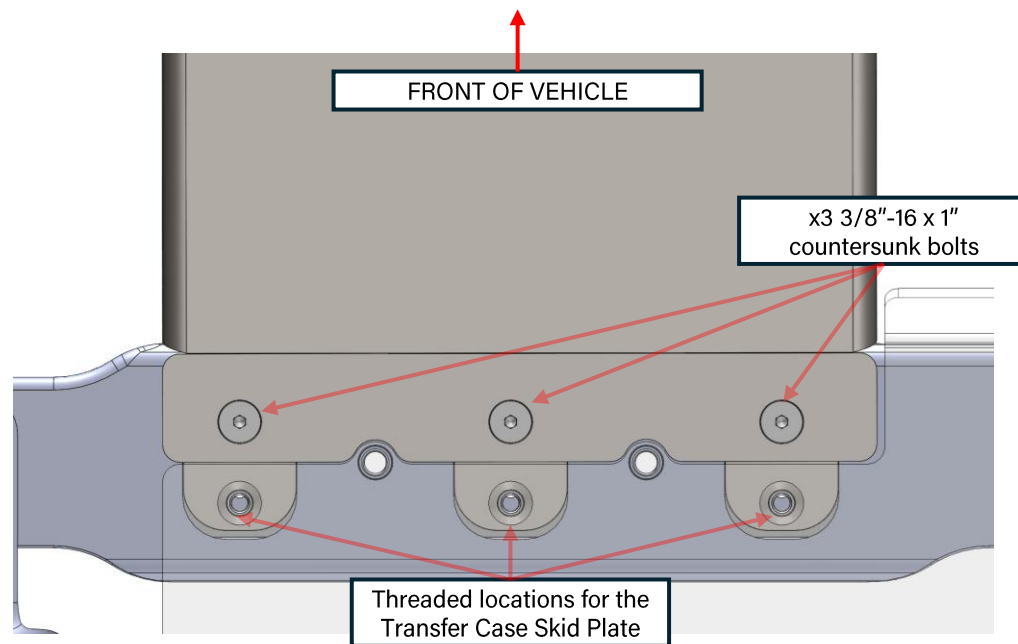 FRONT OF VEHICLE
x3 3/8"-16 x 1"
countersunk bolts
Threaded locations for the
Transfer Case Skid Plate